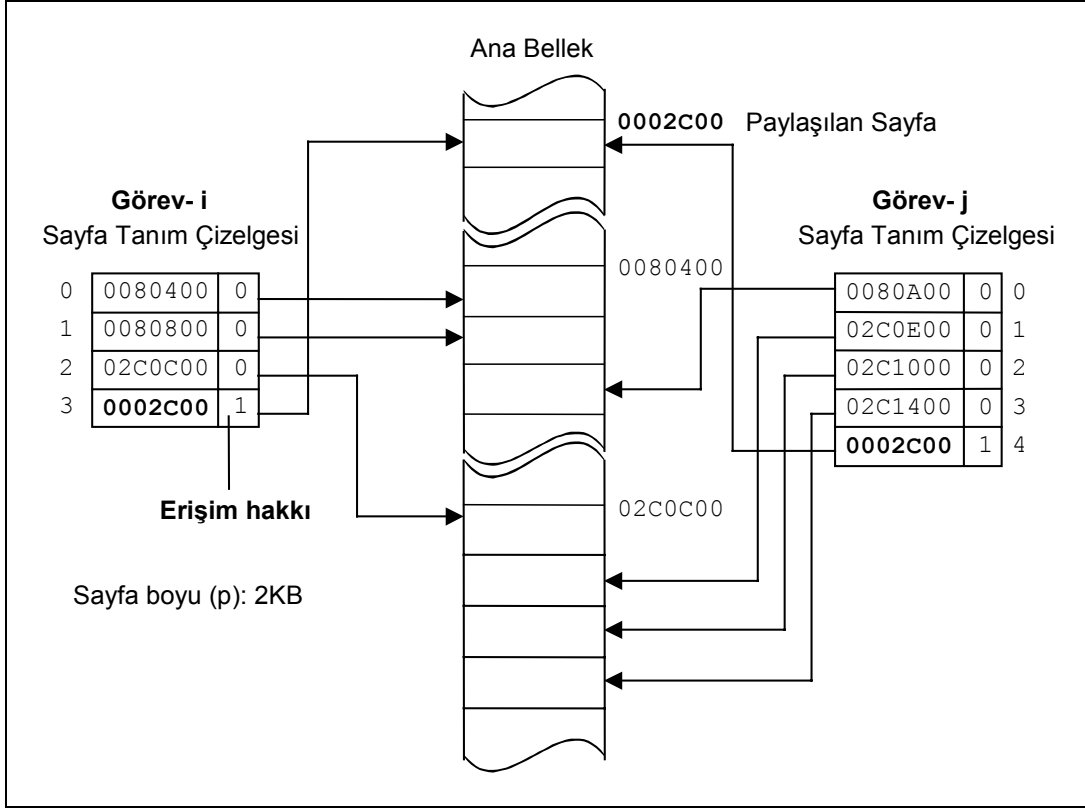 Ana Bellek
0002C00 Paylaşılan Sayfa
Görev- i
Sayfa Tanım Çizelgesi
0 0080400 0
1 0080800 0
2 02C0C00 0
3 0002C00 1
Erişim hakkı
Sayfa boyu (p): 2KB
0080400
02C0C00
Görev- j
Sayfa Tanım Çizelgesi
0080A00 0 0
02C0E00 0 1
02C1000 0 2
02C1400 0 3
0002C00 1 4